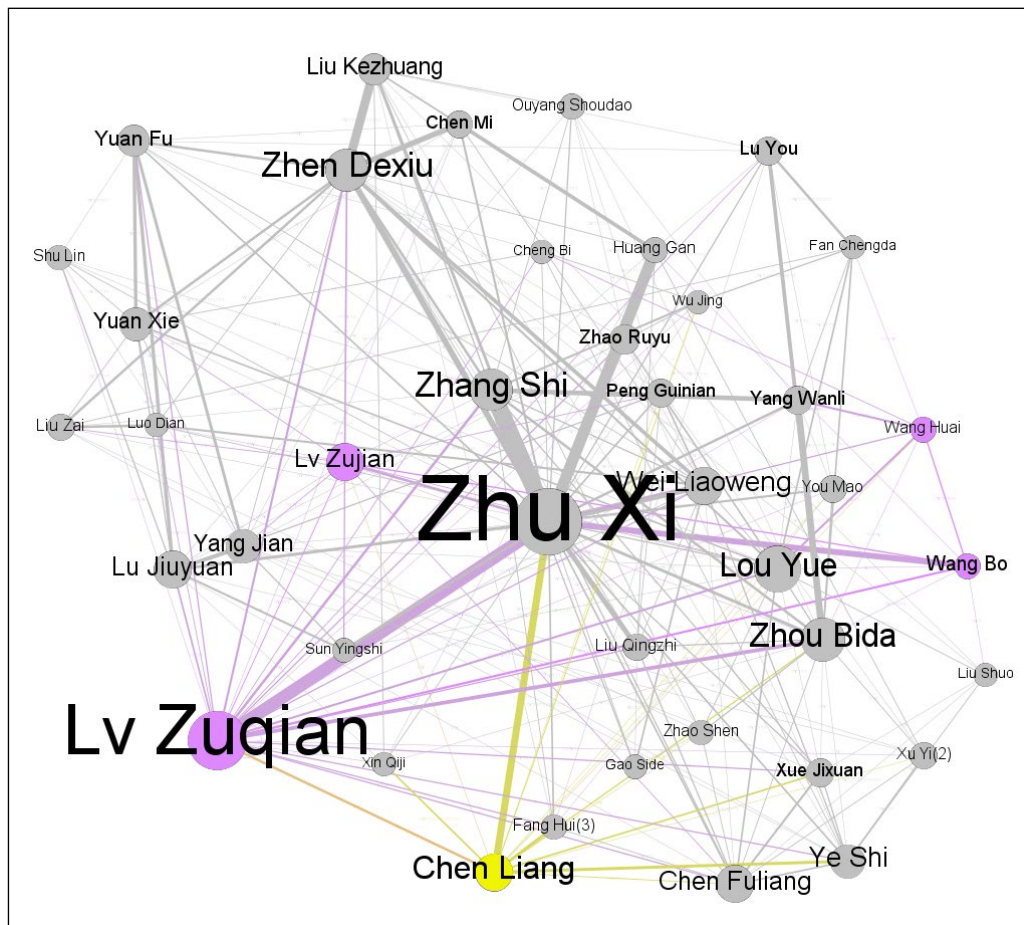 Liu Kezhuang
Ouyang Shoudao
Chen Mi
Yuan Fu
Lu You
Zhen Dexiu
Shu Lin
Cheng Bi
Huang Gan
Fan Chengda
Wu Jing
Yuan Xie
Zhao Ruyu
Zhang Shi
Peng Guinian
Yang Wanli
Liu Zai
Luo Dian
Wang Huai
Lv Zujian
Wei Liaoweng
You Mao
Zhu Xi
Yang Jian
Lu Jiuyuan
Lou Yue
Wang Bo
Zhou Bida
Sun Yingshi
Liu Qingzhi
Liu Shuo
Lv Zuqian
Zhao Shen
Xu Yi(2)
Xin Qiji
Gao Side
Xue Jixuan
Fang Hui(3)
Chen Liang
Ye Shi
Chen Fuliang